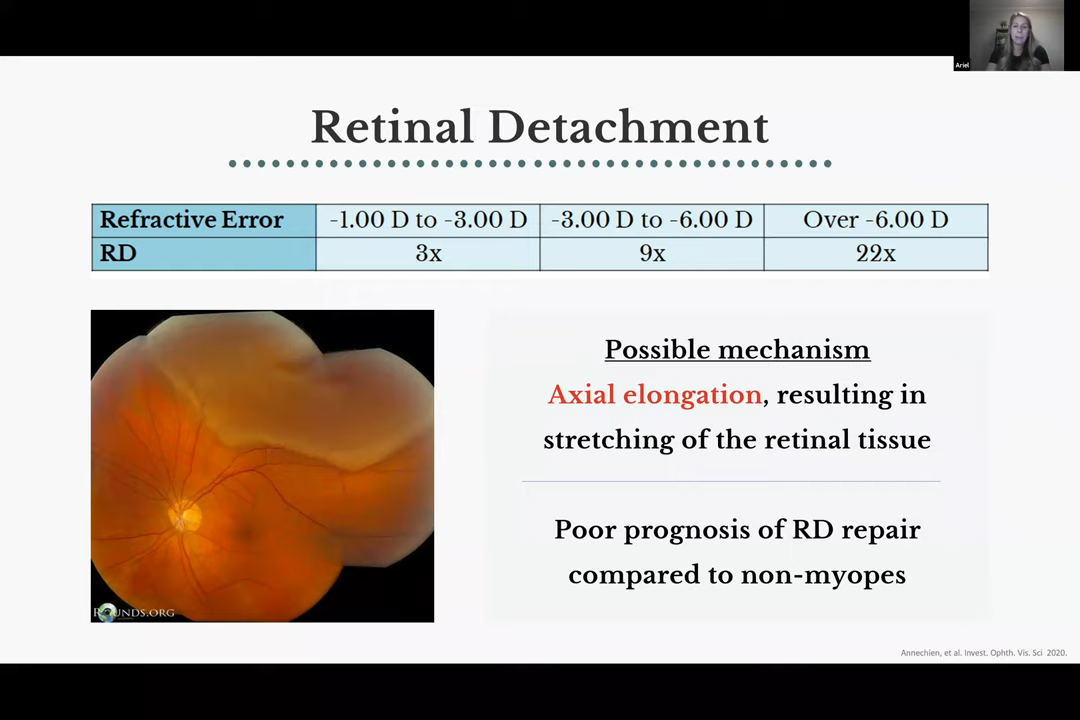 Ariel
Retinal Detachment
Refractive Error -1.00 D to -3.00 D -3.00 D to -6.00 D Over -6.00 D
RD 3x 9x 22x
Possible mechanism
Axial elongation, resulting in
stretching of the retinal tissue
Poor prognosis of RD repair
compared to non-myopes
ROUNDS.ORG
Annechien, et al. Invest. Ophth. Vis. Sci 2020.